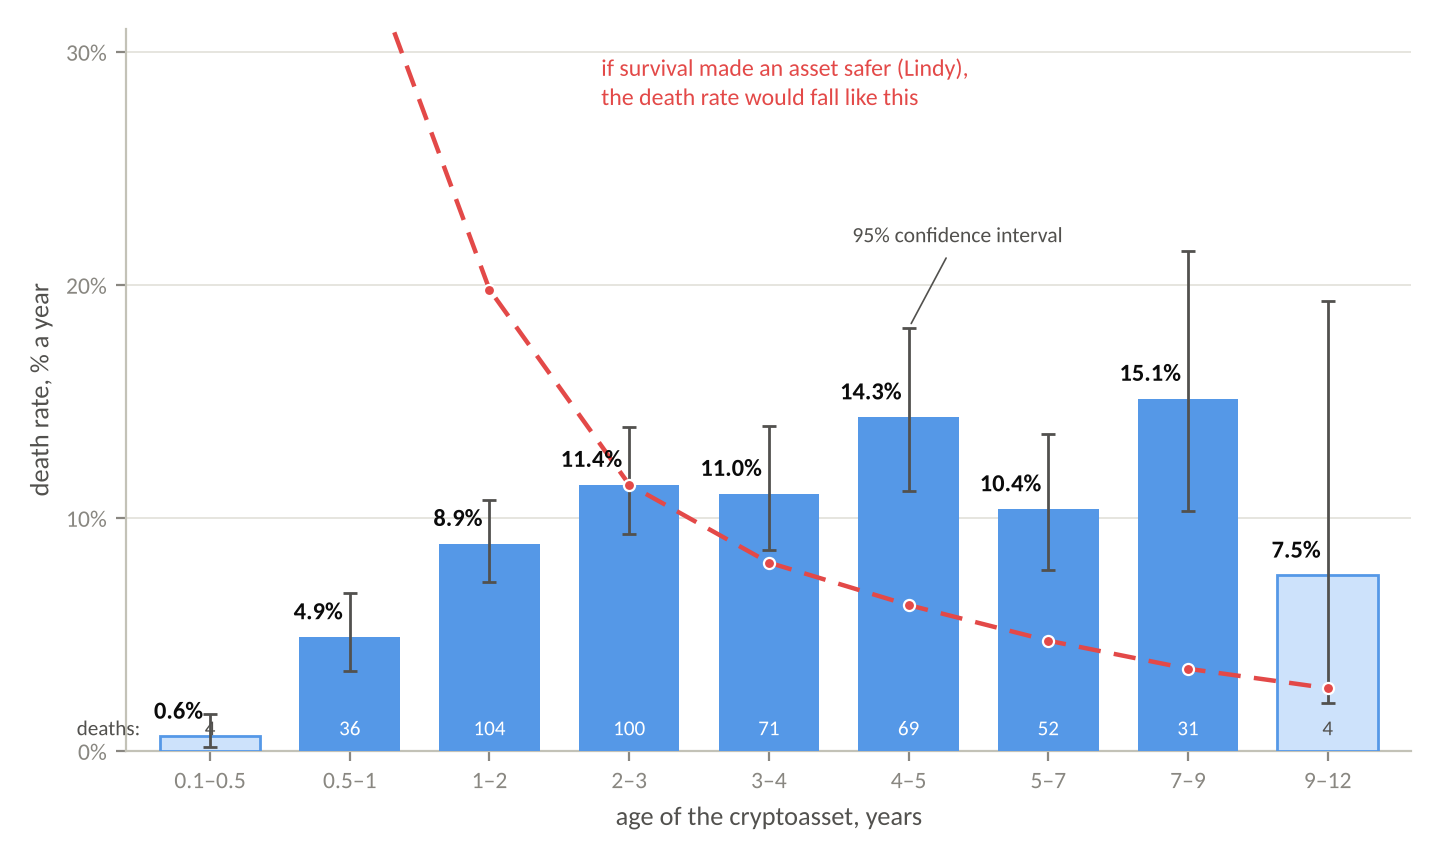 30%
if survival made an asset safer (Lindy),
the death rate would fall like this
95% confidence interval
20%
death rate, % a year
15.1%
14.3%
11.4%
11.0%
10.4%
10%
8.9%
7.5%
4.9%
0.6%
deaths: 4 36 104 100 71 69 52 31 4
0%
0.1–0.5 0.5–1 1–2 2–3 3–4 4–5 5–7 7–9 9–12
age of the cryptoasset, years